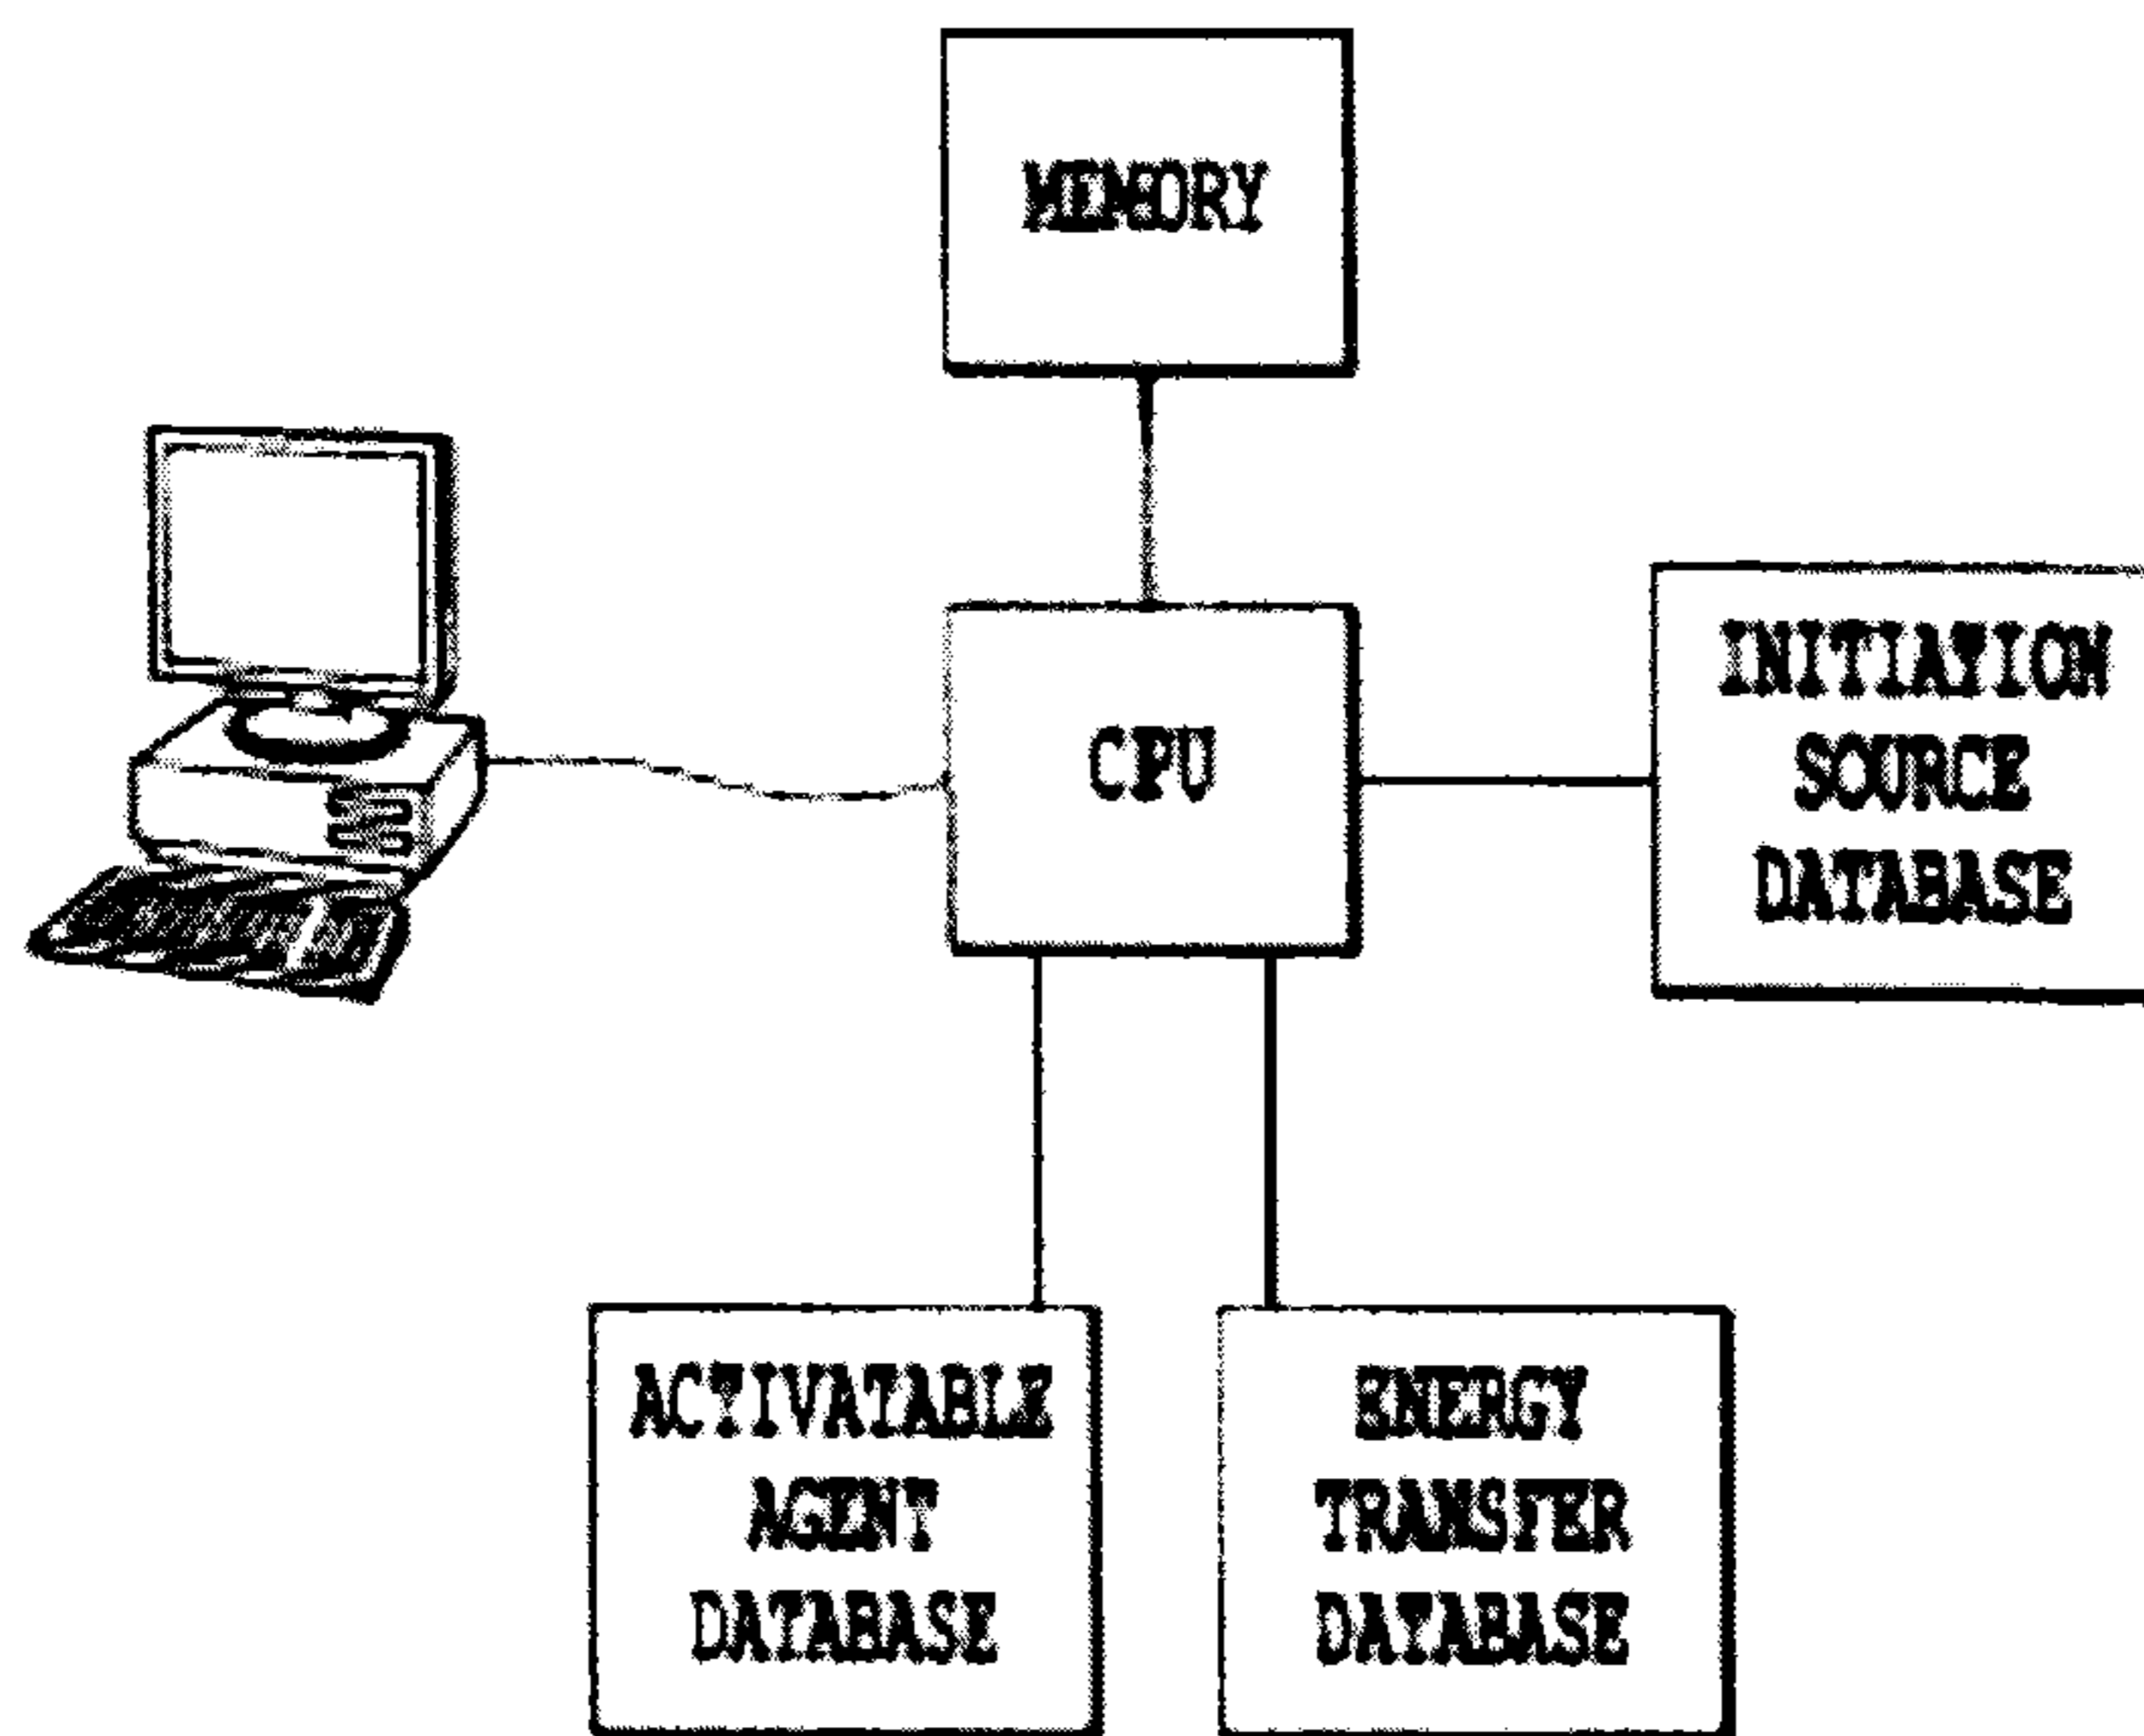 MEMORY
CPU
INITIATION
SOURCE
DATABASE
ACTIVATABLE
AGENT
DATABASE
ENERGY
TRANSFER
DATABASE